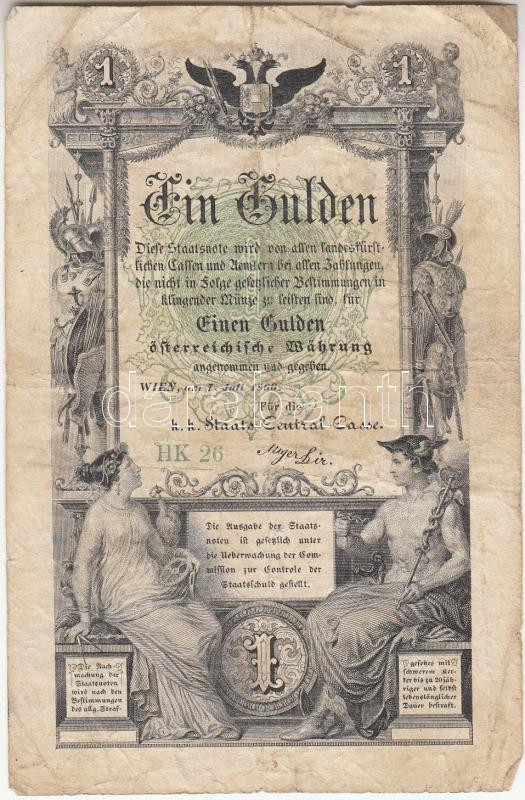 1 1
Ein Gulden
Diese Staatsnote wird von allen landesfürst-
lichen Cassen und Aemtern bei allen Zahlungen,
die nicht in Folge gesetzlicher Bestimmungen in
klingender Münze zu leisten sind, für
Einen Gulden
österreichische Währung
angenommen und gegeben.
WIEN, am 7. Juli 1866.
Für die
k. k. Staats-Central-Casse.
HK 26
darabanth
Die Ausgabe der Staats-
noten ist gesetzlich unter
die Ueberwachung der Com-
mission zur Controle der
Staatsschuld gestellt.
1
Die Nach-
machung der
Staatsnoten
wird nach den
Bestimmungen
des allg. Straf-
gesetzes mit
schwerem Ker-
ker bis zu 20jäh-
riger und selbst
lebenslänglicher
Dauer bestraft.